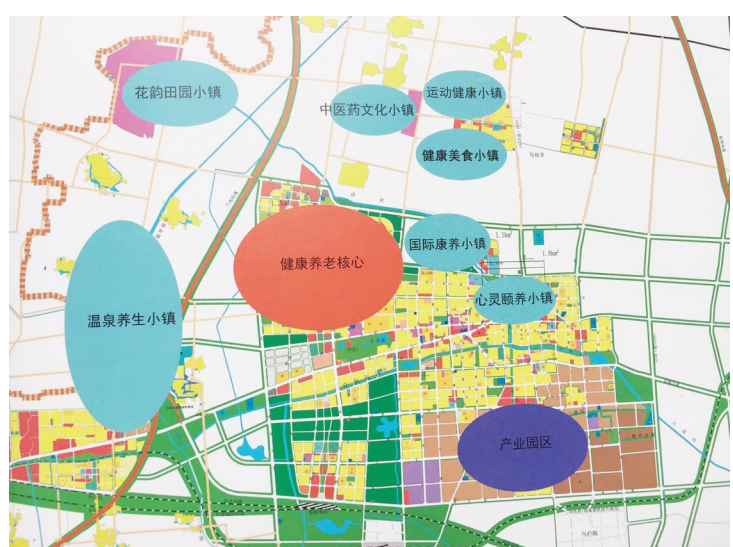 花韵田园小镇
运动健康小镇
中医药文化小镇
健康美食小镇
国际康养小镇
健康养老核心
心灵颐养小镇
温泉养生小镇
产业园区